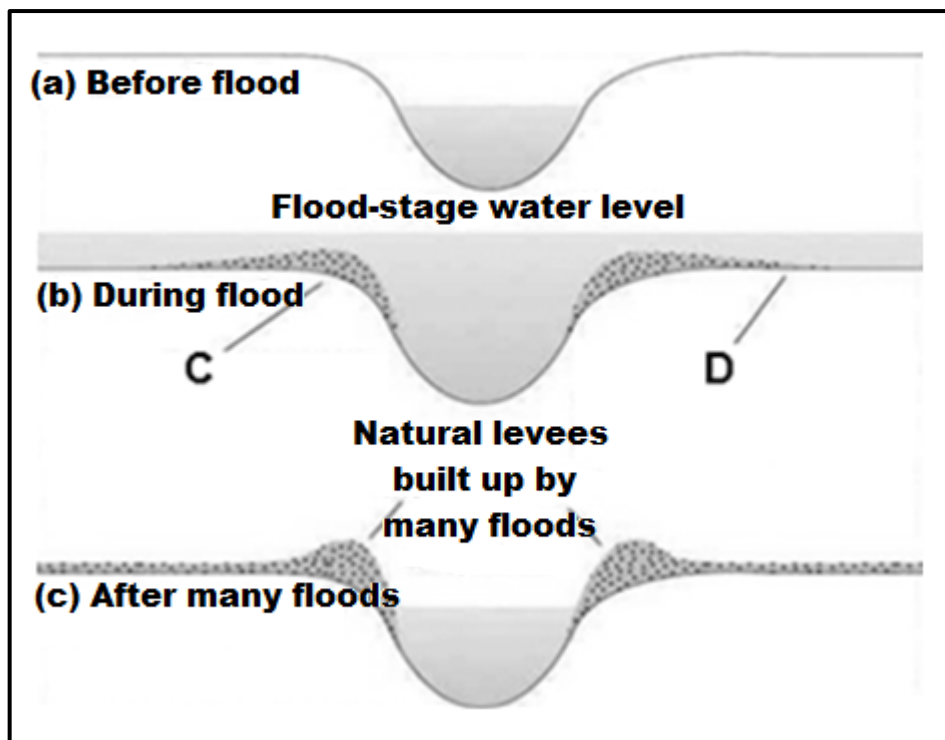 (a) Before flood
Flood-stage water level
(b) During flood
C
D
Natural levees
built up by
many floods
(c) After many floods